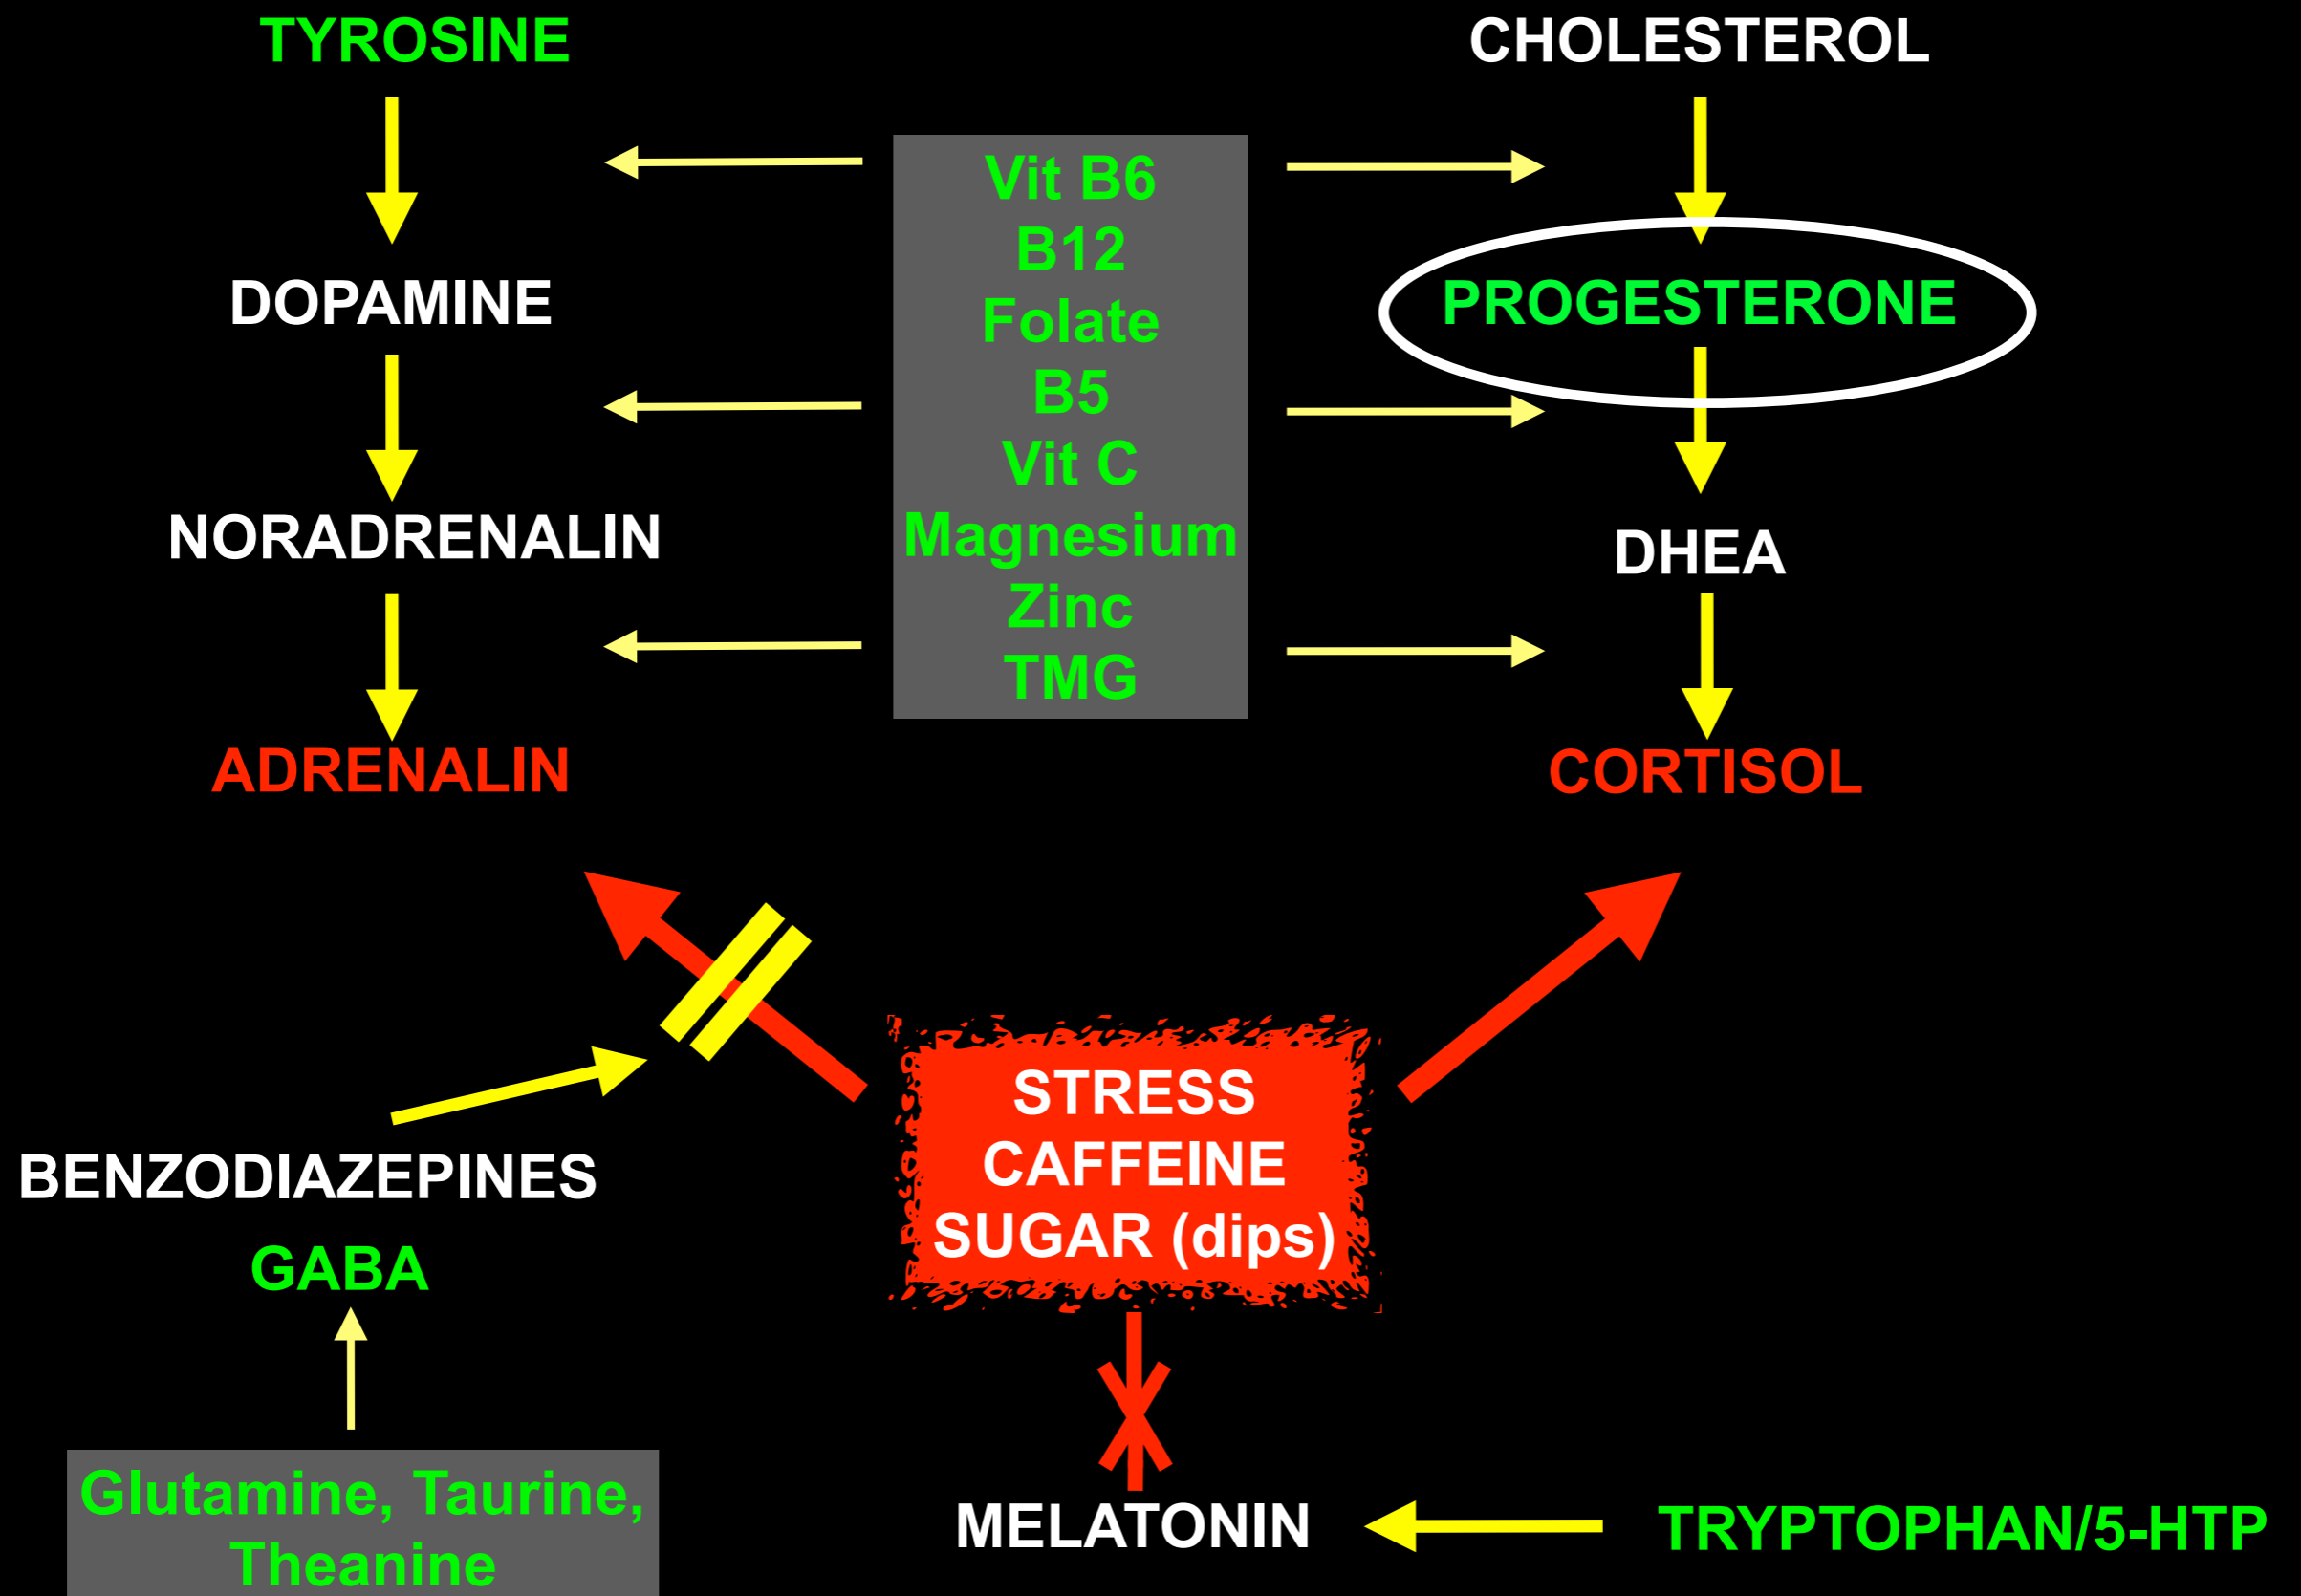 TYROSINE
CHOLESTEROL
Vit B6
B12
Folate
B5
Vit C
Magnesium
Zinc
TMG
DOPAMINE
PROGESTERONE
NORADRENALIN
DHEA
ADRENALIN
CORTISOL
STRESS
CAFFEINE
SUGAR (dips)
BENZODIAZEPINES
GABA
Glutamine, Taurine,
Theanine
MELATONIN
TRYPTOPHAN/5-HTP